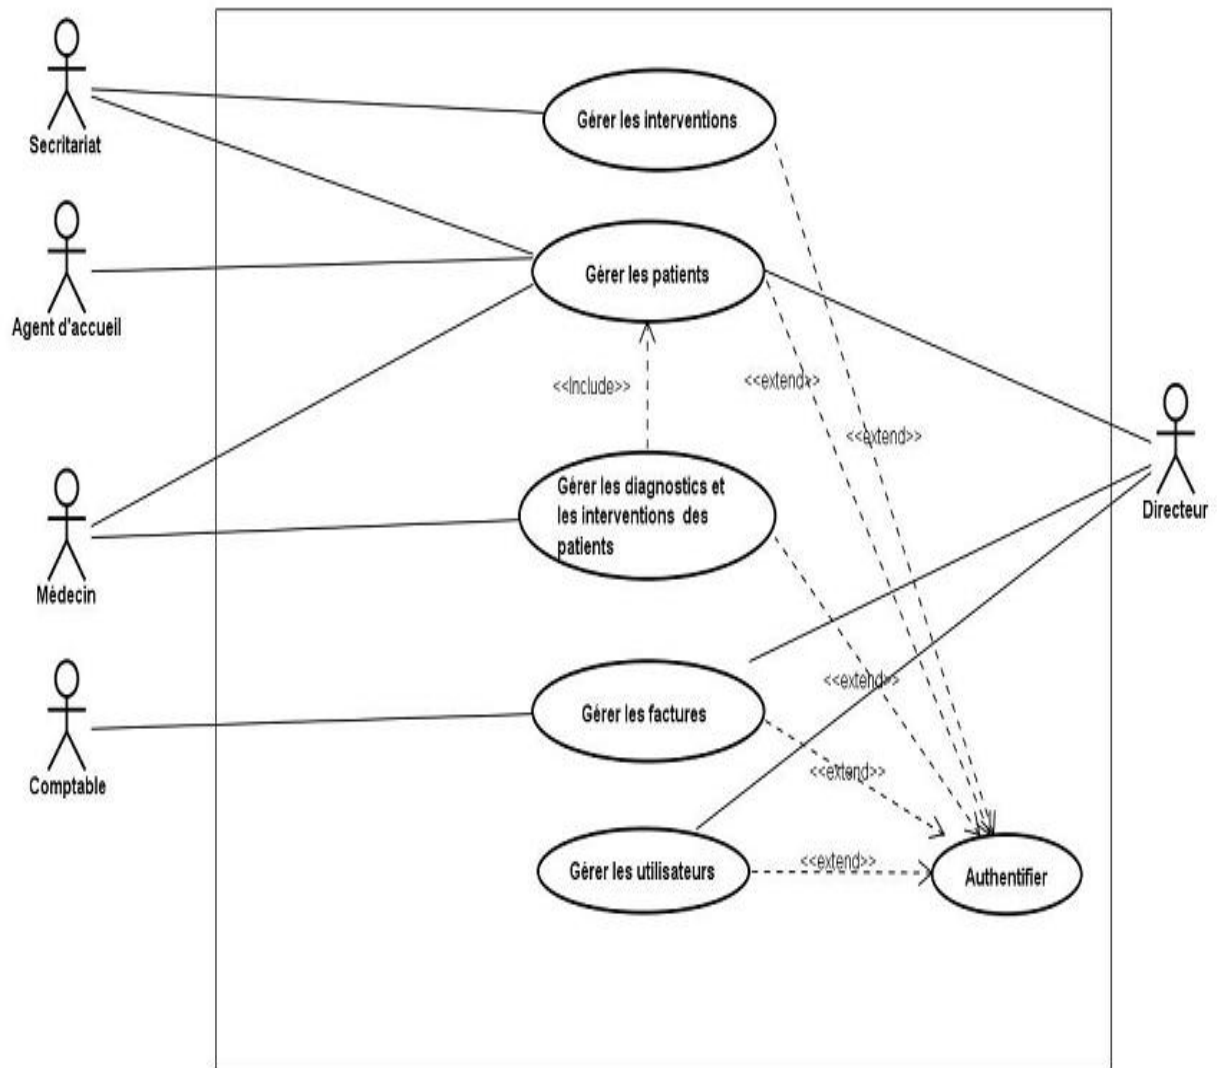 Secritariat
Gérer les interventions
Gérer les patients
Agent d'accueil
<<Include>>
<<extend>>
<<extend>>
Gérer les diagnostics et
les interventions des
patients
Directeur
Médecin
<<extend>>
Gérer les factures
Comptable
<<extend>>
Gérer les utilisateurs
<<extend>>
Authentifier